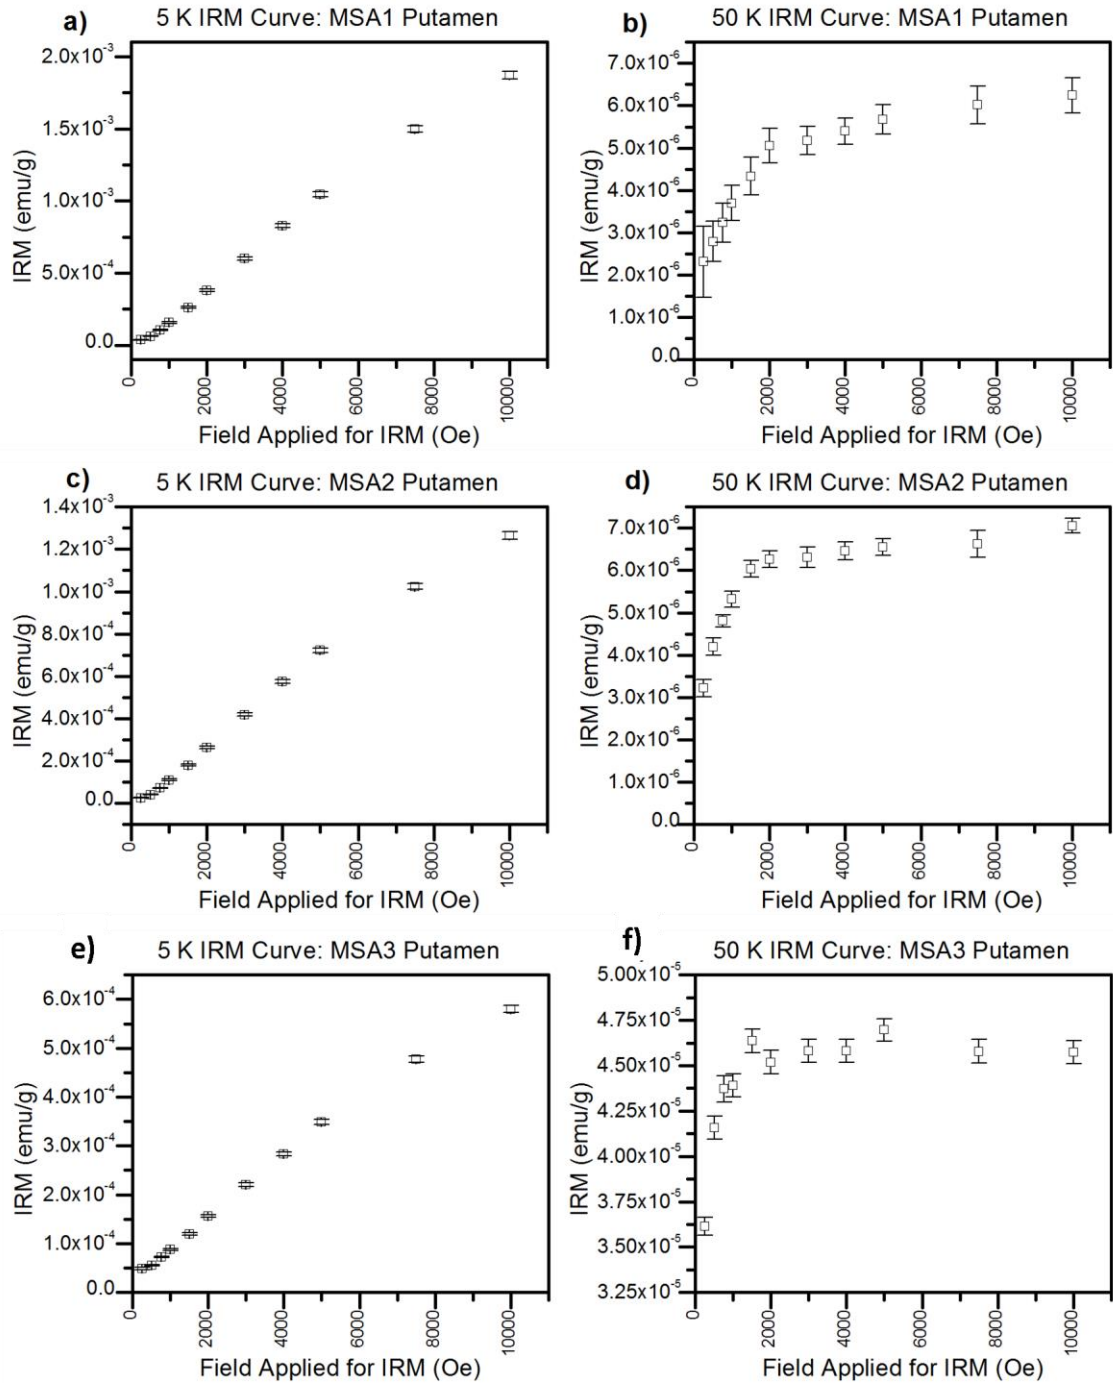 a) 5 K IRM Curve: MSA1 Putamen
2.0x10⁻³
1.5x10⁻³
1.0x10⁻³
5.0x10⁻⁴
0.0
IRM (emu/g)
0 2000 4000 6000 8000 10000
Field Applied for IRM (Oe)
b) 50 K IRM Curve: MSA1 Putamen
7.0x10⁻⁶
6.0x10⁻⁶
5.0x10⁻⁶
4.0x10⁻⁶
3.0x10⁻⁶
2.0x10⁻⁶
1.0x10⁻⁶
0.0
IRM (emu/g)
0 2000 4000 6000 8000 10000
Field Applied for IRM (Oe)
c) 5 K IRM Curve: MSA2 Putamen
1.4x10⁻³
1.2x10⁻³
1.0x10⁻³
8.0x10⁻⁴
6.0x10⁻⁴
4.0x10⁻⁴
2.0x10⁻⁴
0.0
IRM (emu/g)
0 2000 4000 6000 8000 10000
Field Applied for IRM (Oe)
d) 50 K IRM Curve: MSA2 Putamen
7.0x10⁻⁶
6.0x10⁻⁶
5.0x10⁻⁶
4.0x10⁻⁶
3.0x10⁻⁶
2.0x10⁻⁶
1.0x10⁻⁶
0.0
IRM (emu/g)
0 2000 4000 6000 8000 10000
Field Applied for IRM (Oe)
e) 5 K IRM Curve: MSA3 Putamen
6.0x10⁻⁴
5.0x10⁻⁴
4.0x10⁻⁴
3.0x10⁻⁴
2.0x10⁻⁴
1.0x10⁻⁴
0.0
IRM (emu/g)
0 2000 4000 6000 8000 10000
Field Applied for IRM (Oe)
f) 50 K IRM Curve: MSA3 Putamen
5.00x10⁻⁵
4.75x10⁻⁵
4.50x10⁻⁵
4.25x10⁻⁵
4.00x10⁻⁵
3.75x10⁻⁵
3.50x10⁻⁵
3.25x10⁻⁵
IRM (emu/g)
0 2000 4000 6000 8000 10000
Field Applied for IRM (Oe)